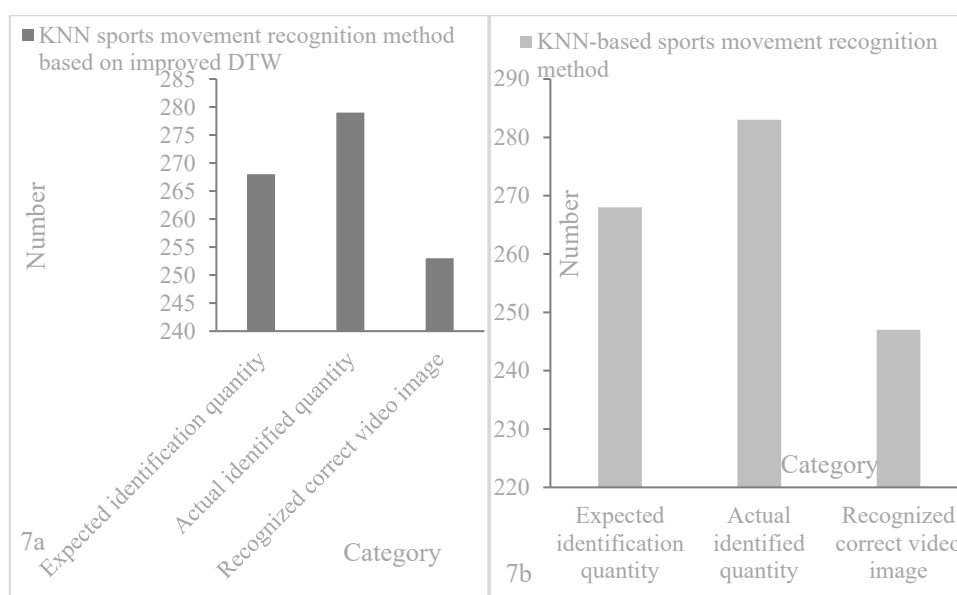 KNN sports movement recognition method
based on improved DTW
285
280
275
270
265
260
255
250
245
240
Number
Expected identification quantity
Actual identified quantity
Recognized correct video image
Category
7a
KNN-based sports movement recognition
method
290
280
270
260
250
240
230
220
Number
Category
Expected
identification
quantity
Actual
identified
quantity
Recognized
correct video
image
7b